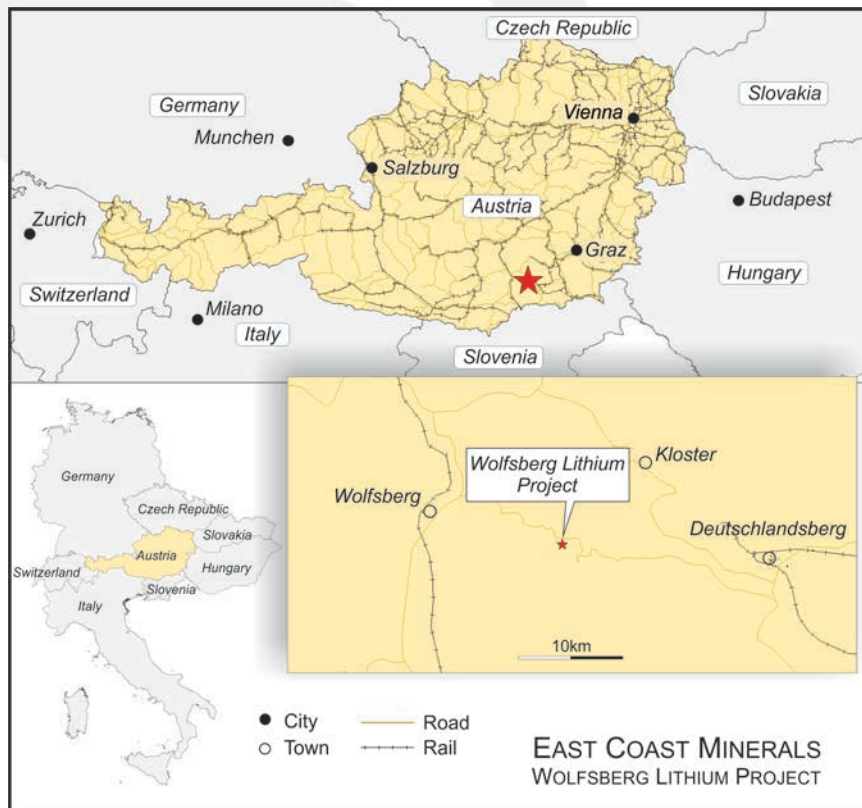 Czech Republic
Germany
Slovakia
Munchen
Vienna
Salzburg
Austria
Budapest
Zurich
Graz
Hungary
Switzerland
Milano
Italy
Slovenia
Germany
Czech Republic
Slovakia
Austria
Switzerland
Hungary
Slovenia
Italy
Wolfsberg Lithium
Project
Kloster
Wolfsberg
Deutschlandsberg
10km
City
Road
Town
Rail
EAST COAST MINERALS
WOLFSBERG LITHIUM PROJECT